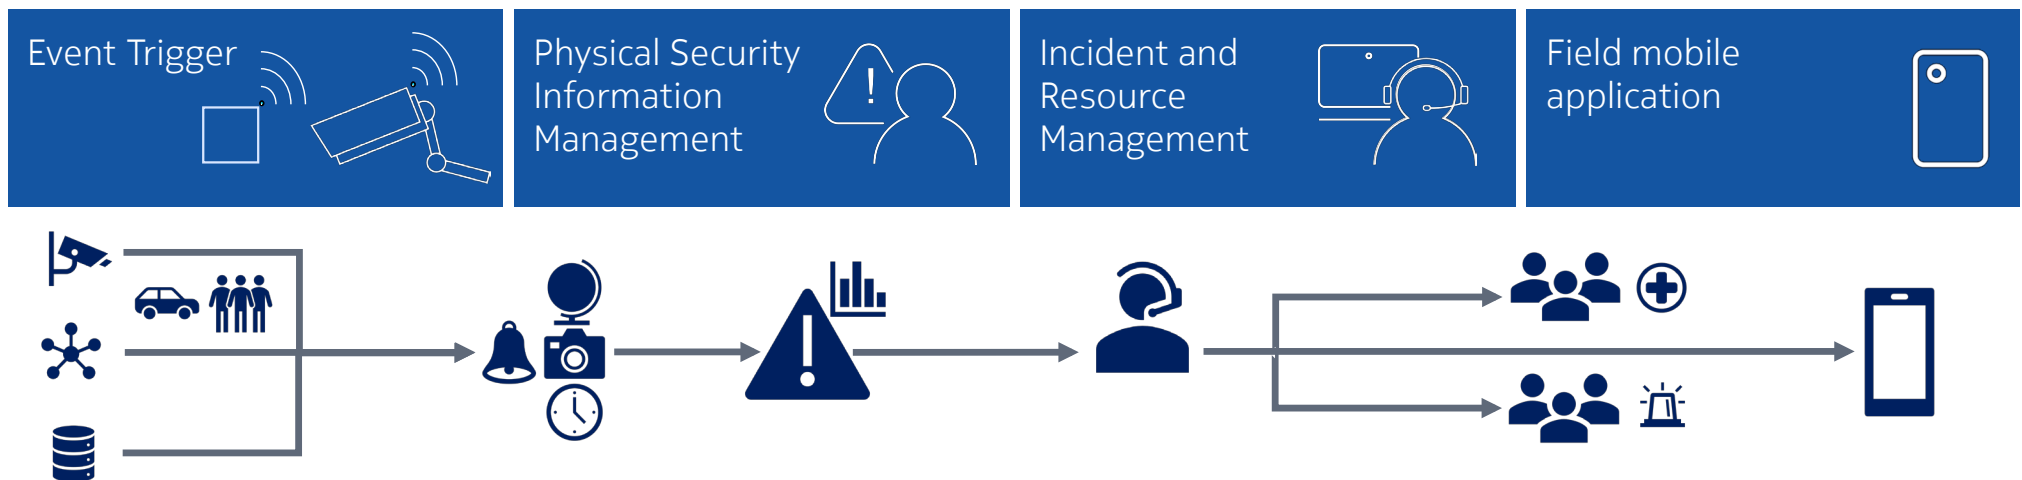 Event Trigger
Physical Security
Information
Management
Incident and
Resource
Management
Field mobile
application